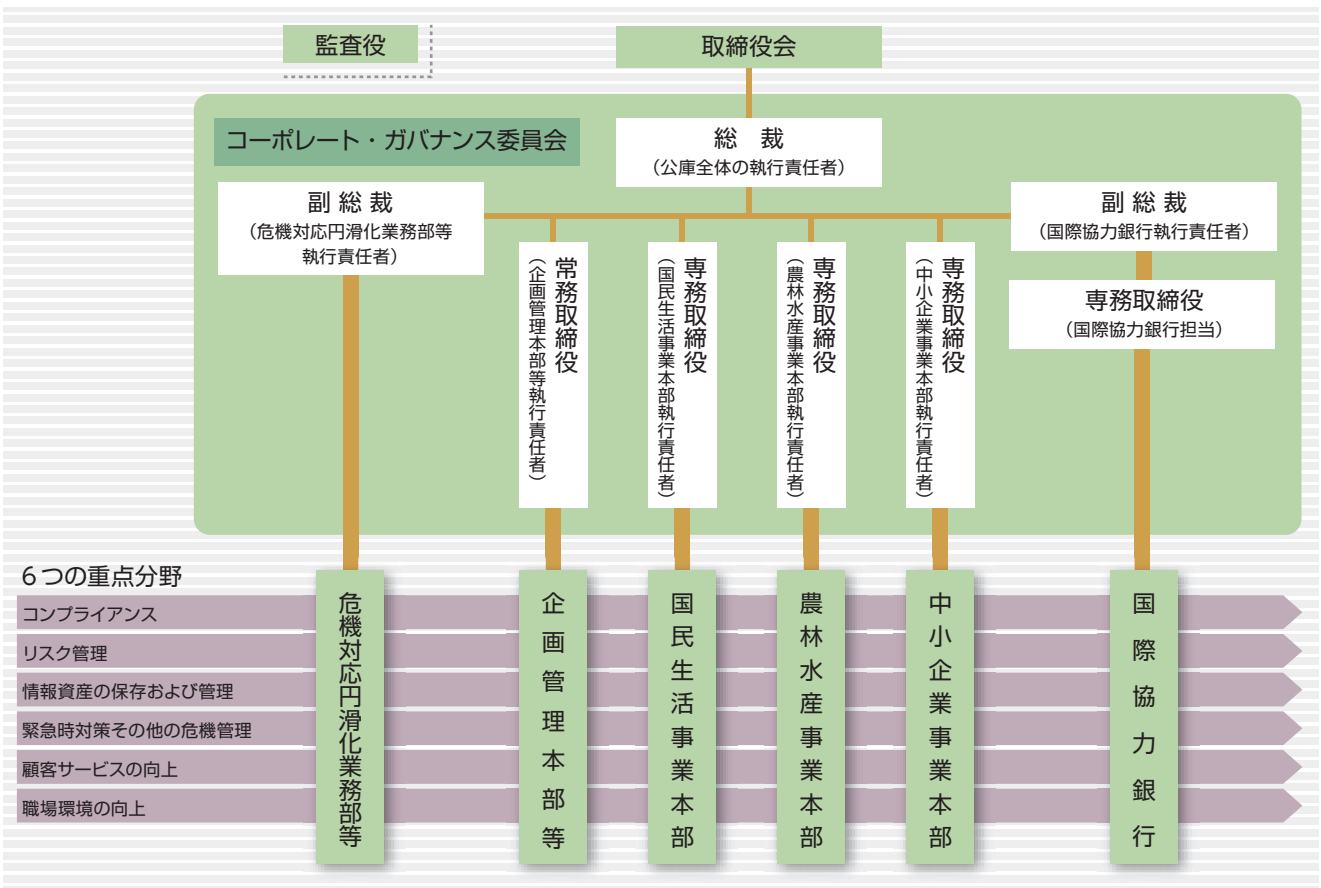 監査役
取締役会
コーポレート・ガバナンス委員会
総 裁
（公庫全体の執行責任者）
副 総 裁
（危機対応円滑化業務部等
執行責任者）
副 総 裁
（国際協力銀行執行責任者）
常務取締役
（企画管理本部等執行責任者）
専務取締役
（国民生活事業本部執行責任者）
専務取締役
（農林水産事業本部執行責任者）
専務取締役
（中小企業事業本部執行責任者）
専務取締役
（国際協力銀行担当）
6つの重点分野
コンプライアンス
リスク管理
情報資産の保存および管理
緊急時対策その他の危機管理
顧客サービスの向上
職場環境の向上
危機対応円滑化業務部等
企画管理本部等
国民生活事業本部
農林水産事業本部
中小企業事業本部
国際協力銀行